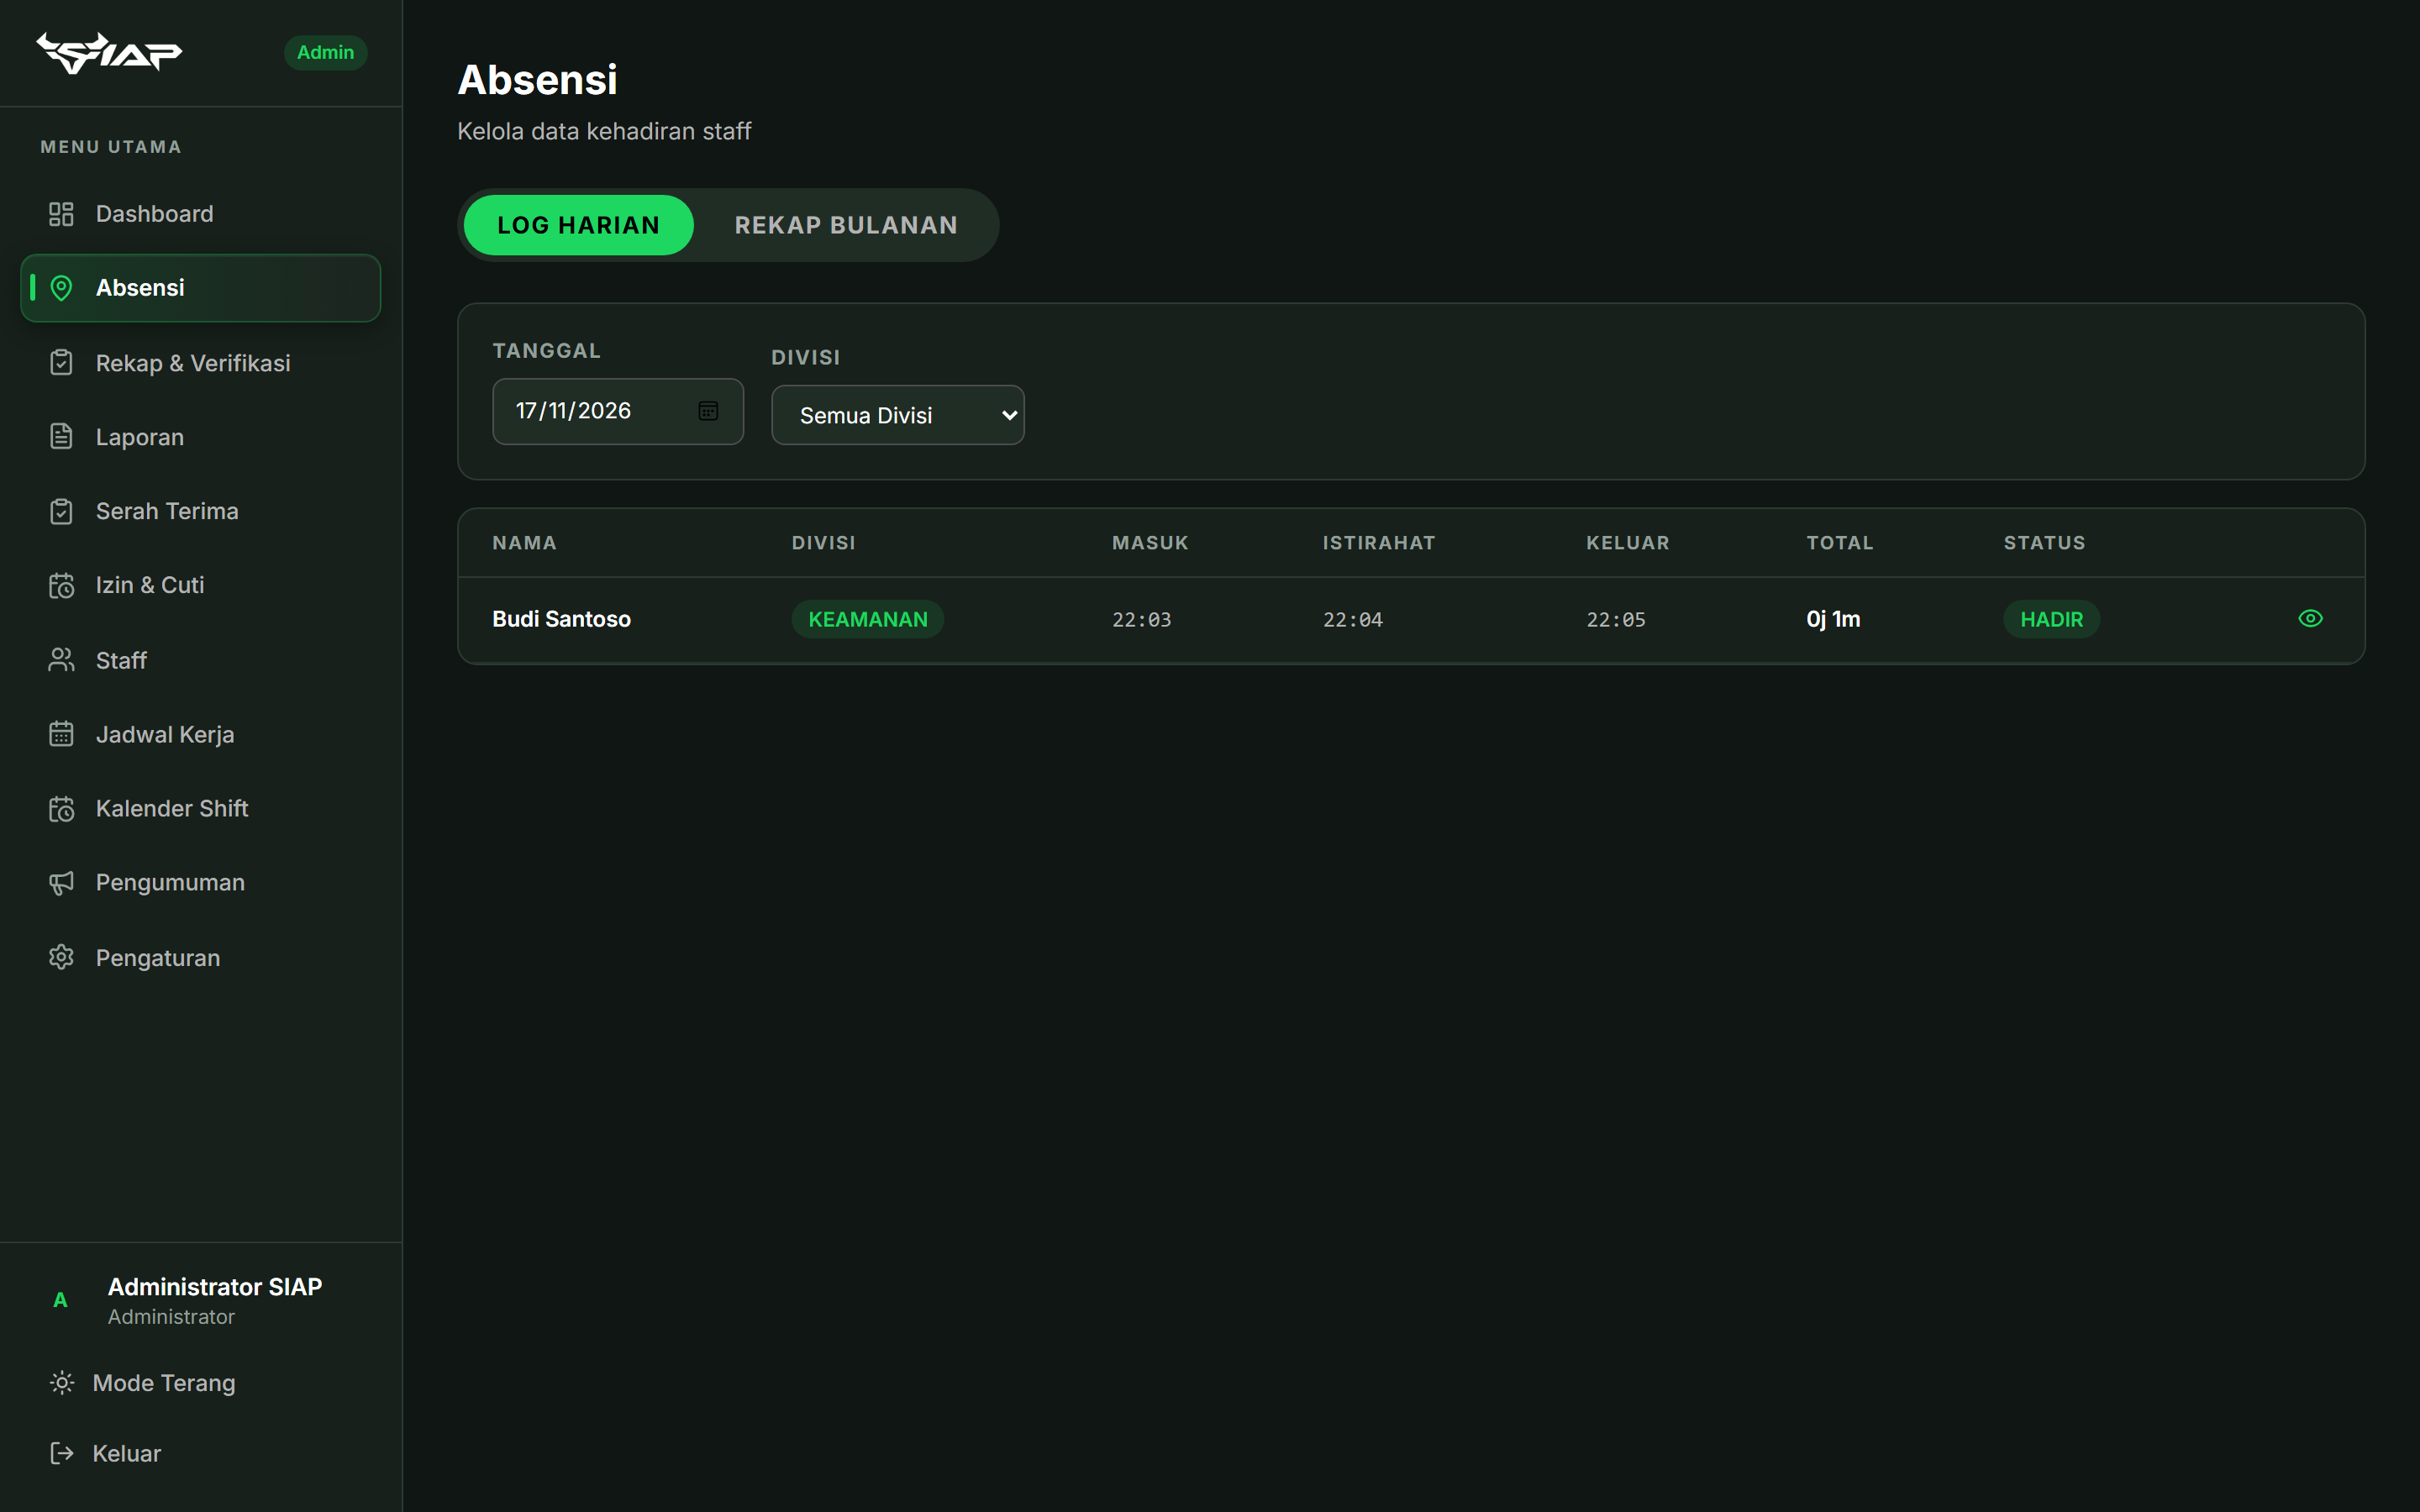 SIAP
Admin
MENU UTAMA
Dashboard
Absensi
Rekap & Verifikasi
Laporan
Serah Terima
Izin & Cuti
Staff
Jadwal Kerja
Kalender Shift
Pengumuman
Pengaturan
A
Administrator SIAP
Administrator
Mode Terang
Keluar
Absensi
Kelola data kehadiran staff
LOG HARIAN REKAP BULANAN
TANGGAL DIVISI
17/11/2026 Semua Divisi
NAMA DIVISI MASUK ISTIRAHAT KELUAR TOTAL STATUS
Budi Santoso KEAMANAN 22:03 22:04 22:05 0j 1m HADIR